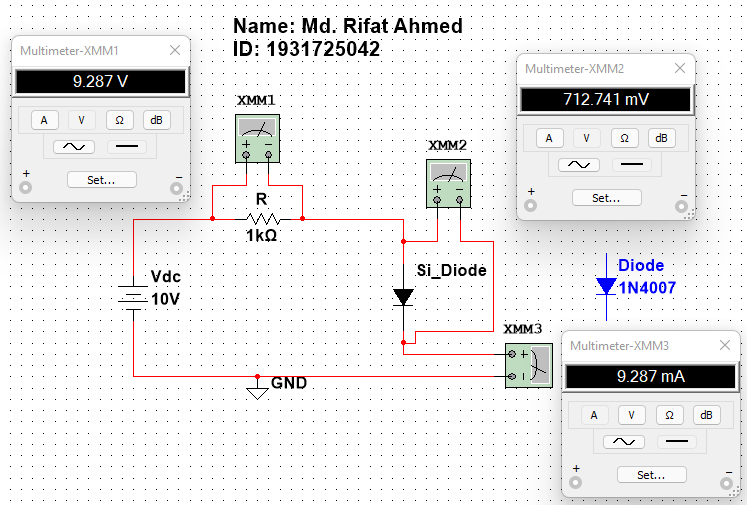 Name: Md. Rifat Ahmed
ID: 1931725042
Multimeter-XMM1
9.287 V
A V Ω dB
Set...
+ −
Multimeter-XMM2
712.741 mV
A V Ω dB
Set...
+ −
XMM1
+ −
XMM2
+ −
R
1kΩ
Vdc
10V
Si_Diode
Diode
1N4007
XMM3
+
−
GND
Multimeter-XMM3
9.287 mA
A V Ω dB
Set...
+ −